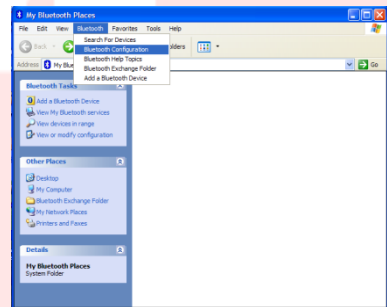 My Bluetooth Places
File Edit View Bluetooth Favorites Tools Help
Back Folders
Search For Devices
Bluetooth Configuration
Bluetooth Help Topics
Bluetooth Exchange Folder
Add a Bluetooth Device
Address My Blue Go
Bluetooth Tasks
Add a Bluetooth Device
View My Bluetooth services
View devices in range
View or modify configuration
Other Places
Desktop
My Computer
Bluetooth Exchange Folder
My Network Places
Printers and Faxes
Details
My Bluetooth Places
System Folder